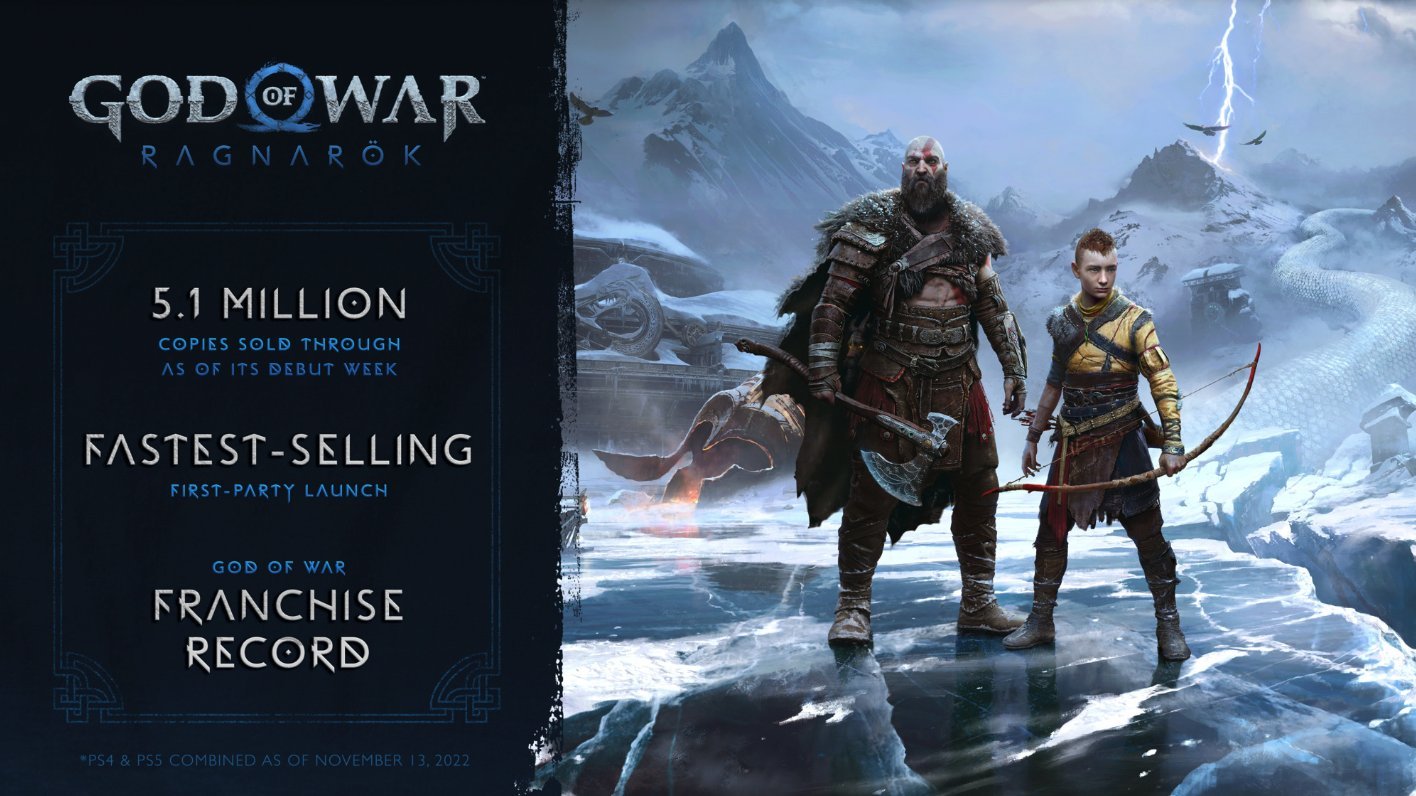 GOD OF WAR™
RAGNARÖK
5.1 MILLION
COPIES SOLD THROUGH
AS OF ITS DEBUT WEEK
FASTEST-SELLING
FIRST-PARTY LAUNCH
GOD OF WAR
FRANCHISE
RECORD
*PS4 & PS5 COMBINED AS OF NOVEMBER 13, 2022